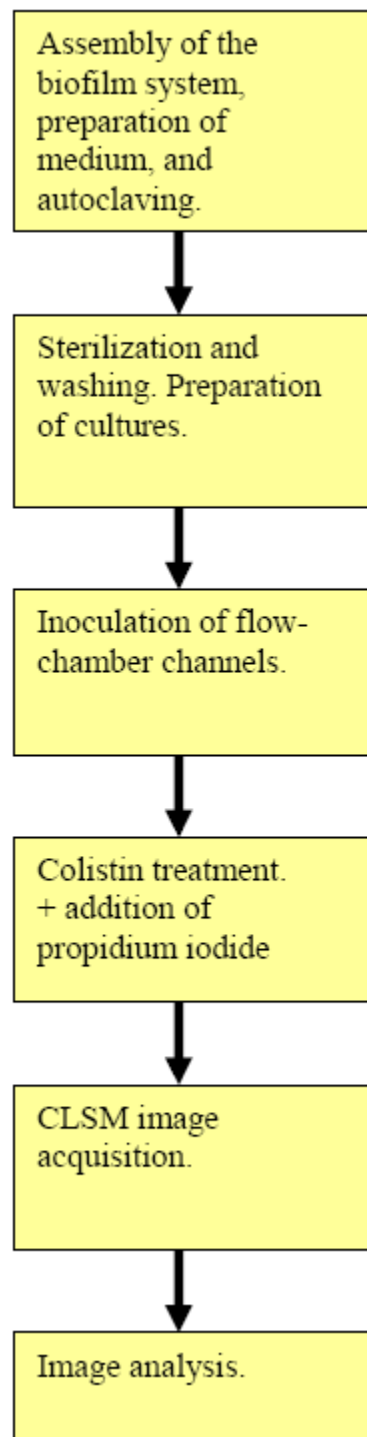 Assembly of the
biofilm system,
preparation of
medium, and
autoclaving.
Sterilization and
washing. Preparation
of cultures.
Inoculation of flow-
chamber channels.
Colistin treatment.
+ addition of
propidium iodide
CLSM image
acquisition.
Image analysis.